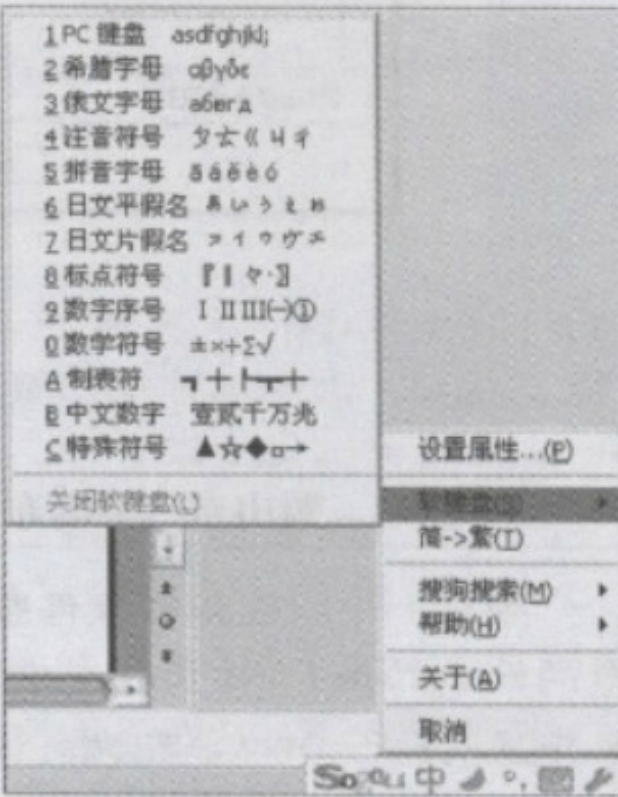 1 PC 键盘 asdfghjkl;
2 希腊字母 αβγδε
3 俄文字母 абвгд
4 注音符号 ㄆㄊㄍㄐㄔ
5 拼音字母 āáěèó
6 日文平假名 あぃうぇぉ
7 日文片假名 ァィゥヴェ
8 标点符号 『‖々·〗
9 数字序号 ⅠⅡⅢ㈠①
0 数学符号 ±×÷∑√
A 制表符 ┓┼┣┯┿
B 中文数字 壹贰千万兆
C 特殊符号 ▲☆◆□→
关闭软键盘(L)
设置属性...(P)
软键盘(S)
简->繁(T)
搜狗搜索(M)
帮助(H)
关于(A)
取消
中